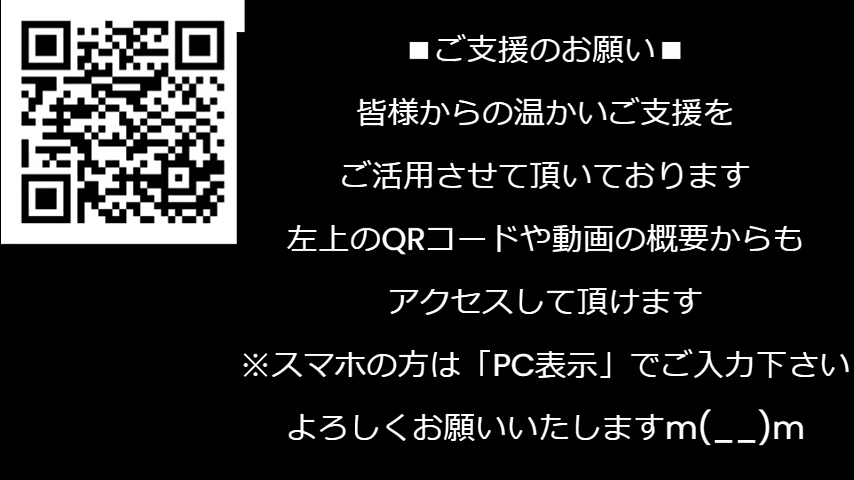 ■ご支援のお願い■
皆様からの温かいご支援を
ご活用させて頂いております
左上のQRコードや動画の概要からも
アクセスして頂けます
※スマホの方は「PC表示」でご入力下さい
よろしくお願いいたしますm(__)m